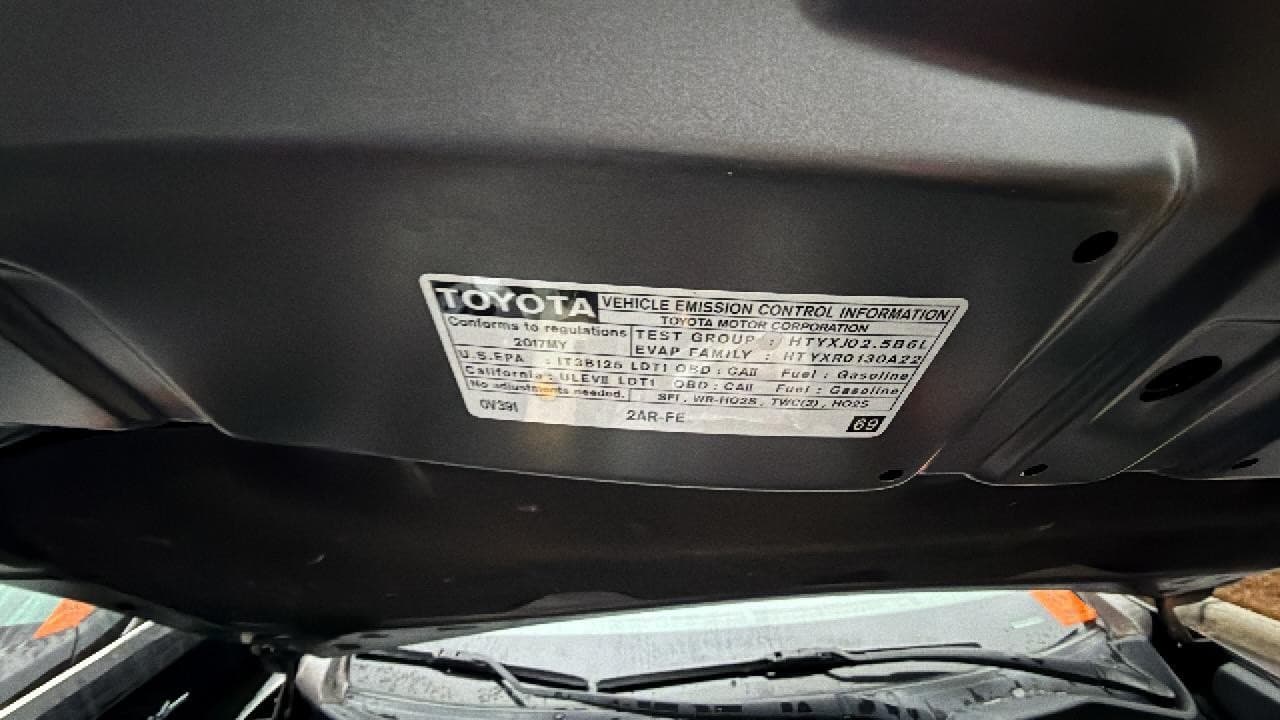 TOYOTA VEHICLE EMISSION CONTROL INFORMATION
TOYOTA MOTOR CORPORATION
Conforms to regulations
2017MY
TEST GROUP : HTYXJ02.5B6L
EVAP FAMILY : HTYXR0130A22
U.S.EPA : IT3B125 LDT1 OBD : CAII Fuel : Gasoline
California : ULEVII LDT1 OBD : CAII Fuel : Gasoline
No adjustments needed.
SFI , WR-HO2S , TWC(2) , HO2S
0V391
2AR-FE
69